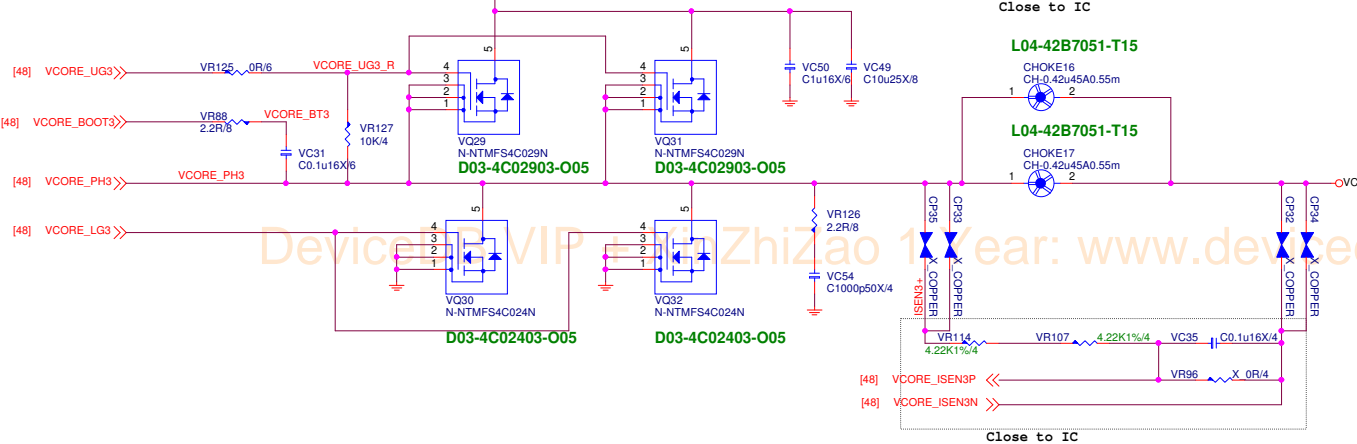 Close to IC
L04-42B7051-T15
CHOKE16
CH-0.42u45A0.55m
1 2
[48] VCORE_UG3
VR125 0R/6
VCORE_UG3_R
5
4
3
2
1
VQ29
N-NTMFS4C029N
D03-4C02903-O05
5
4
3
2
1
VQ31
N-NTMFS4C029N
D03-4C02903-O05
VC50
C1u16X/6
VC49
C10u25X/8
[48] VCORE_BOOT3
VR88
2.2R/8
VCORE_BT3
VC31
C0.1u16X/6
VR127
10K/4
L04-42B7051-T15
CHOKE17
CH-0.42u45A0.55m
1 2
[48] VCORE_PH3
VCORE_PH3
VC
[48] VCORE_LG3
5
4
3
2
1
VQ30
N-NTMFS4C024N
D03-4C02403-O05
5
4
3
2
1
VQ32
N-NTMFS4C024N
D03-4C02403-O05
VR126
2.2R/8
VC54
C1000p50X/4
CP35
X_COPPER
CP33
X_COPPER
CP32
X_COPPER
CP34
X_COPPER
ISEN3+
VR114
4.22K1%/4
VR107
4.22K1%/4
VC35
C0.1u16X/4
[48] VCORE_ISEN3P
VR96
X_0R/4
[48] VCORE_ISEN3N
Close to IC